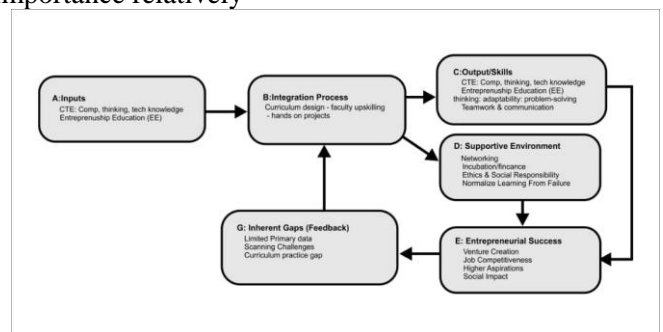 importance relatively
A:Inputs
CTE: Comp, thinking, tech knowledge
Entreprenuship Education (EE)
B:Integration Process
Curriculum design - faculty upskilling
- hands on projects
C:Output/Skills
CTE: Comp, thinking, tech knowledge
Entreprenuship Education (EE)
thinking: adaptability: problem-solving
Teamwork & communication
D: Supportive Environment
Networking
Incubation/fincance
Ethics & Social Responsibility
Normalize Learning From Failure
G: Inherent Gaps (Feedback)
Limited Primary data
Scanning Challenges
Curriculum practice gap
E: Entrepreneurial Success
Venture Creation
Job Competitiveness
Higher Aspirations
Social Impact